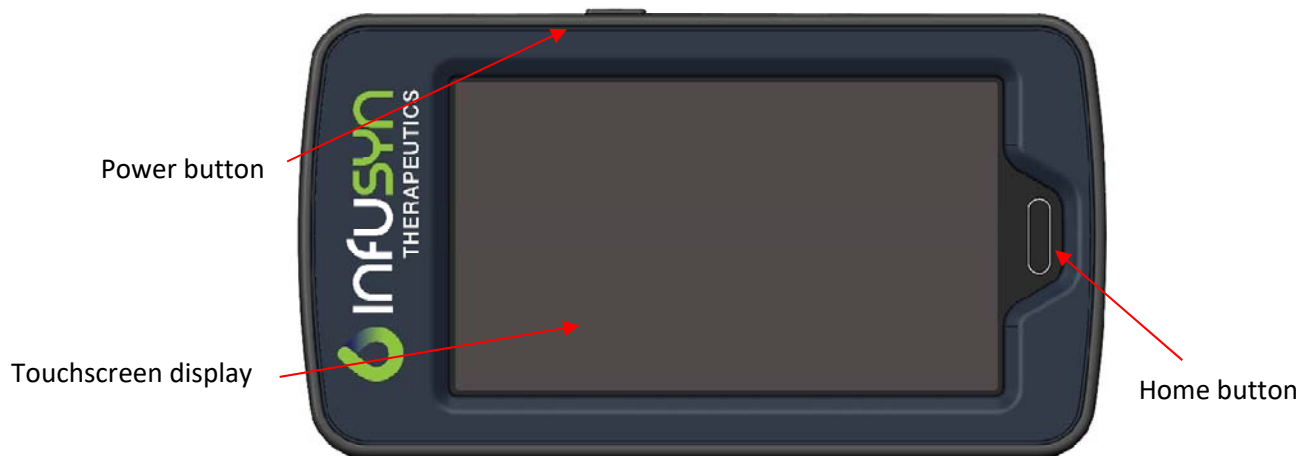 Power button
infusyn
THERAPEUTICS
Touchscreen display
Home button